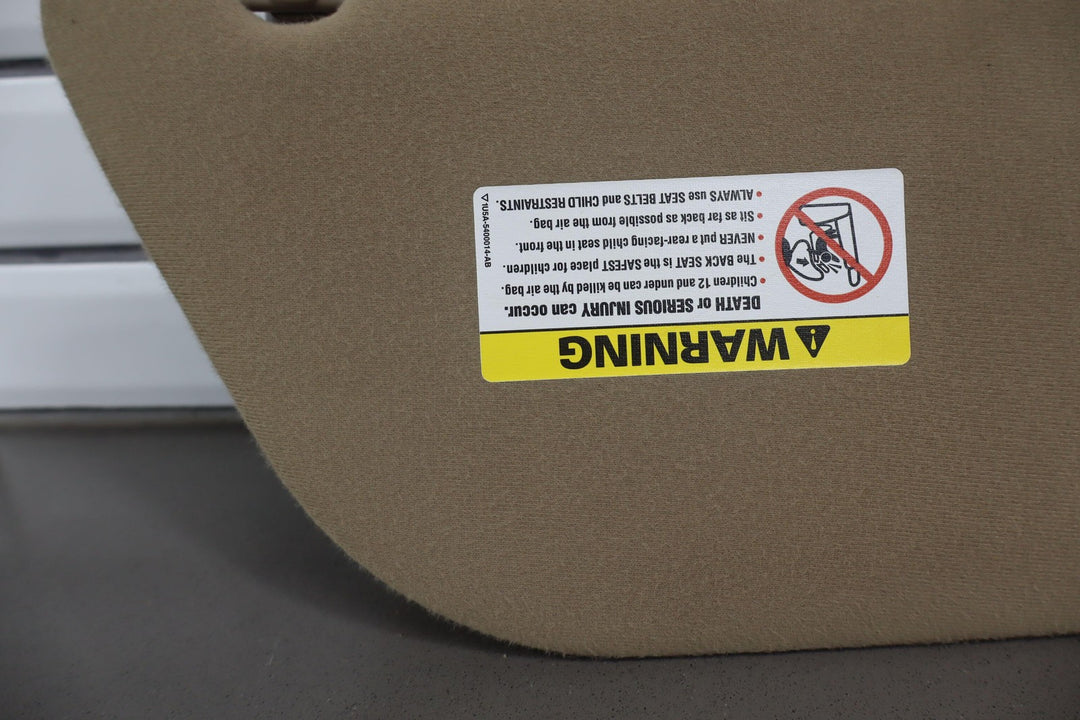 ⚠ WARNING
DEATH or SERIOUS INJURY can occur.
• Children 12 and under can be killed by the air bag.
• The BACK SEAT is the SAFEST place for children.
• NEVER put a rear-facing child seat in the front.
• Sit as far back as possible from the air bag.
• ALWAYS use SEAT BELTS and CHILD RESTRAINTS.
1U5A-5400014-AB